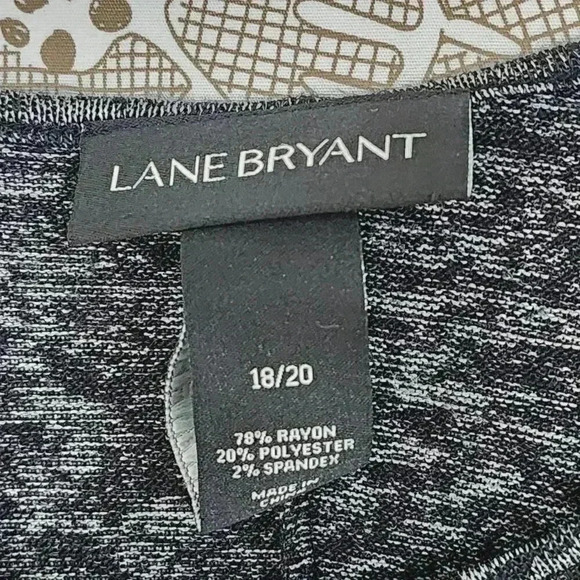 LANE BRYANT
18/20
78% RAYON
20% POLYESTER
2% SPANDEX
MADE IN